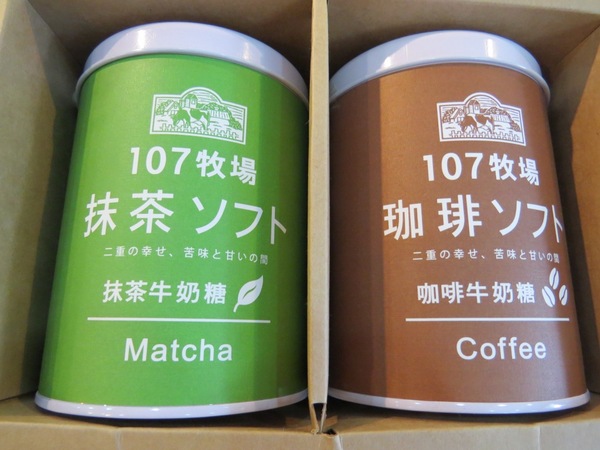 107牧場
抹茶ソフト
二重の幸せ、苦味と甘いの間
抹茶牛奶糖
Matcha
107牧場
珈琲ソフト
二重の幸せ、苦味と甘いの間
咖啡牛奶糖
Coffee